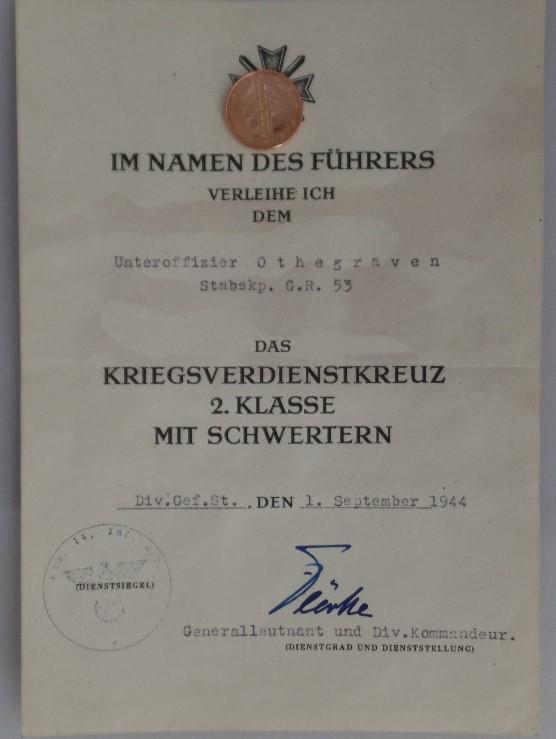 IM NAMEN DES FÜHRERS
VERLEIHE ICH
DEM
Unteroffizier Othegraven
Stabskp. G.R. 53
DAS
KRIEGSVERDIENSTKREUZ
2. KLASSE
MIT SCHWERTERN
Div.Gef.St. , DEN 1. September 1944
(DIENSTSIEGEL)
Generalleutnant und Div.Kommandeur.
(DIENSTGRAD UND DIENSTSTELLUNG)